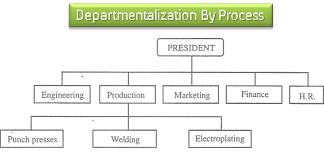 Departmentalization By Process
PRESIDENT
Engineering Production Marketing Finance H.R.
Punch presses Welding Electroplating